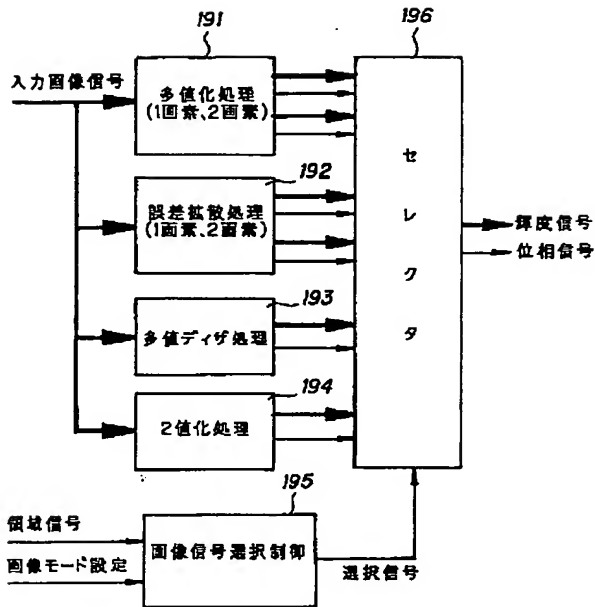 191
196
入力画像信号
多値化処理
(1画素、2画素)
192
誤差拡散処理
(1画素、2画素)
セレクタ
輝度信号
位相信号
193
多値ディザ処理
194
2値化処理
195
領域信号
画像モード設定
画像信号選択制御
選択信号